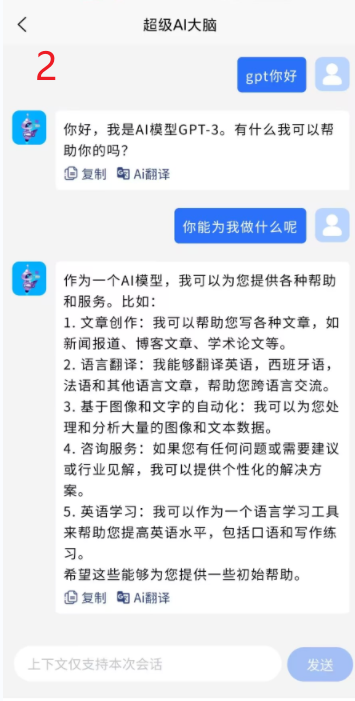 超级AI大脑
2
gpt你好
你好，我是AI模型GPT-3。有什么我可以帮
助你的吗？
复制 Ai翻译
你能为我做什么呢
作为一个AI模型，我可以为您提供各种帮助
和服务。比如：
1. 文章创作：我可以帮助您写各种文章，如
新闻报道、博客文章、学术论文等。
2. 语言翻译：我能够翻译英语，西班牙语，
法语和其他语言文章，帮助您跨语言交流。
3. 基于图像和文字的自动化：我可以为您处
理和分析大量的图像和文本数据。
4. 咨询服务：如果您有任何问题或需要建议
或行业见解，我可以提供个性化的解决方
案。
5. 英语学习：我可以作为一个语言学习工具
来帮助您提高英语水平，包括口语和写作练
习。
希望这些能够为您提供一些初始帮助。
复制 Ai翻译
上下文仅支持本次会话 发送